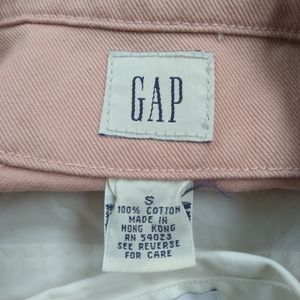 GAP
S
100% COTTON
MADE IN
HONG KONG
RN 54023
SEE REVERSE
FOR CARE